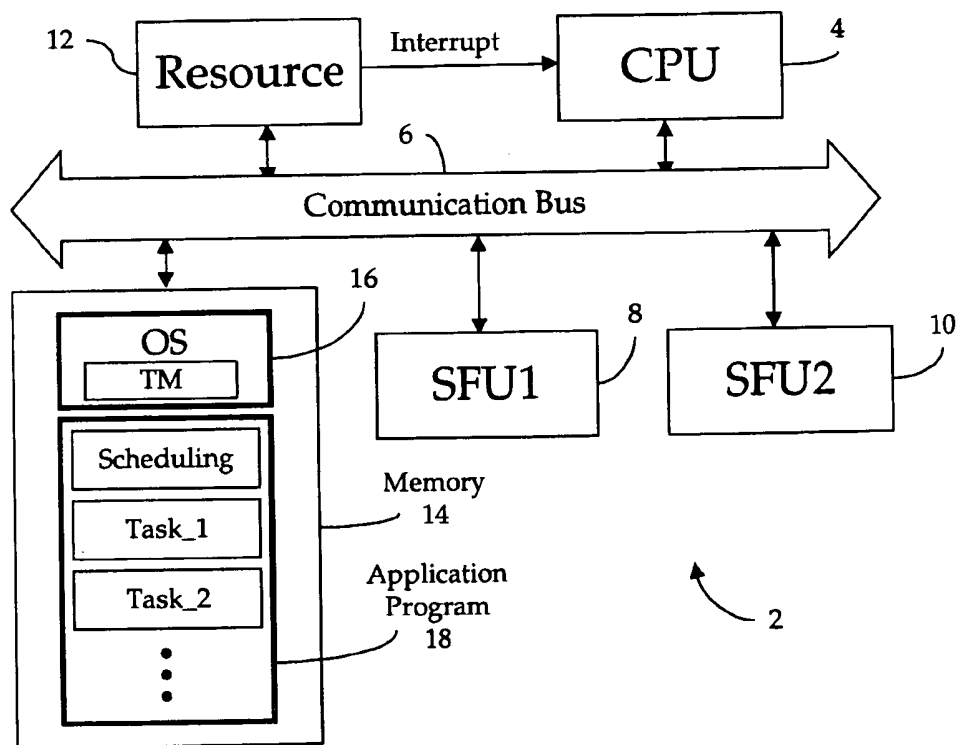 12
Resource
Interrupt
CPU
4
6
Communication Bus
OS
TM
16
SFU1
8
SFU2
10
Scheduling
Task_1
Task_2
Memory
14
Application
Program
18
2